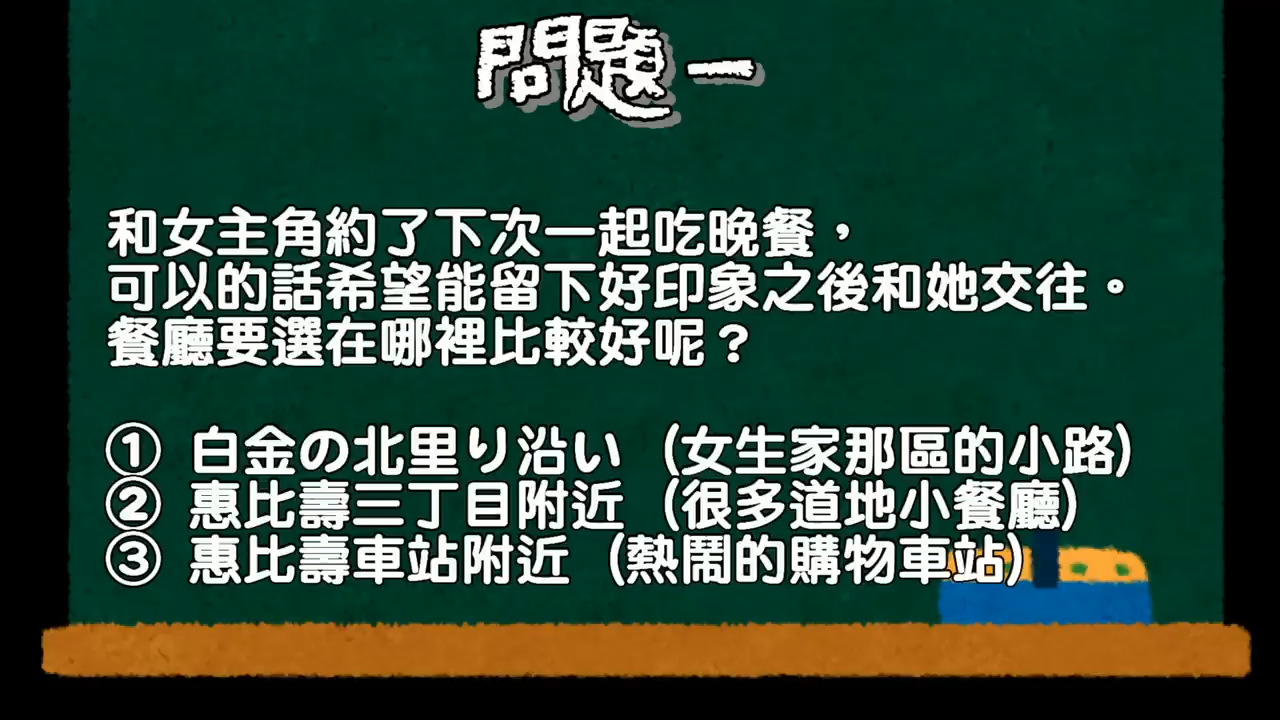 問題一
和女主角約了下次一起吃晚餐，
可以的話希望能留下好印象之後和她交往。
餐廳要選在哪裡比較好呢？
① 白金の北里り沿い (女生家那區的小路)
② 惠比壽三丁目附近 (很多道地小餐廳)
③ 惠比壽車站附近 (熱鬧的購物車站)